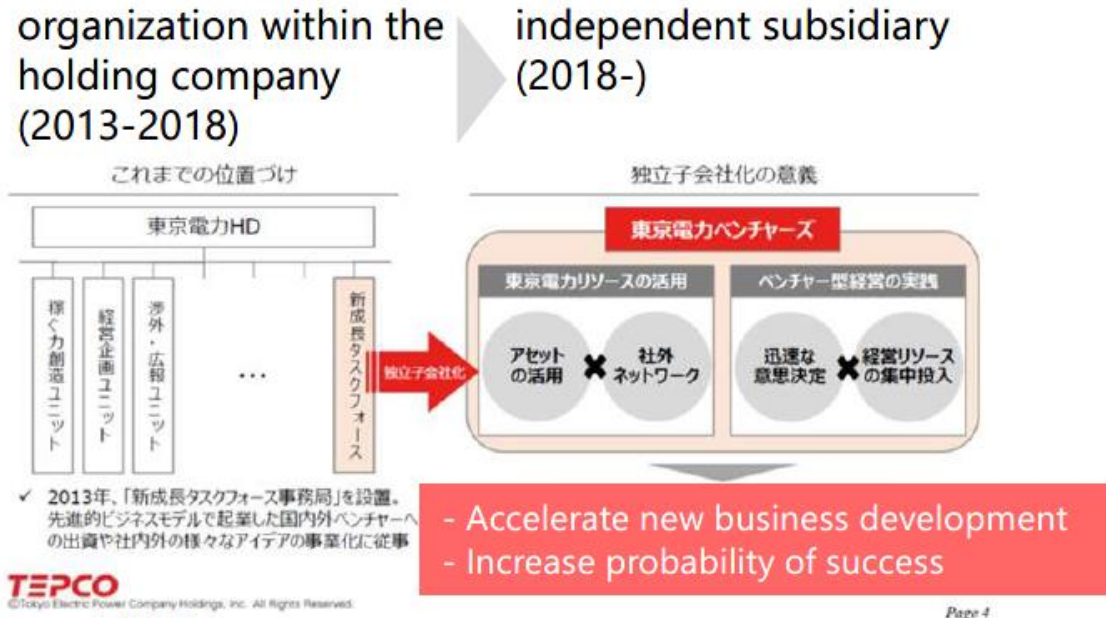 organization within the
holding company
(2013-2018)
independent subsidiary
(2018-)
これまでの位置づけ
東京電力HD
稼ぐ力創造ユニット
経営企画ユニット
渉外・広報ユニット
...
新成長タスクフォース
独立子会社化
独立子会社化の意義
東京電力ベンチャーズ
東京電力リソースの活用
アセット
の活用
✖
社外
ネットワーク
ベンチャー型経営の実践
迅速な
意思決定
✖
経営リソース
の集中投入
✓ 2013年、「新成長タスクフォース事務局」を設置。
先進的ビジネスモデルで起業した国内外ベンチャーへ
の出資や社内外の様々なアイデアの事業化に従事
- Accelerate new business development
- Increase probability of success
TEPCO
©Tokyo Electric Power Company Holdings, Inc. All Rights Reserved.
Page 4